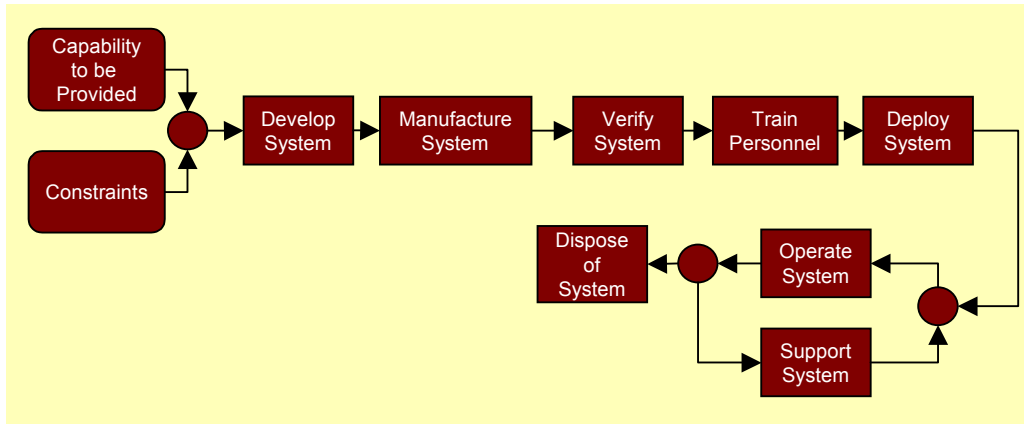 Capability
to be
Provided
Constraints
Develop
System
Manufacture
System
Verify
System
Train
Personnel
Deploy
System
Dispose
of
System
Operate
System
Support
System